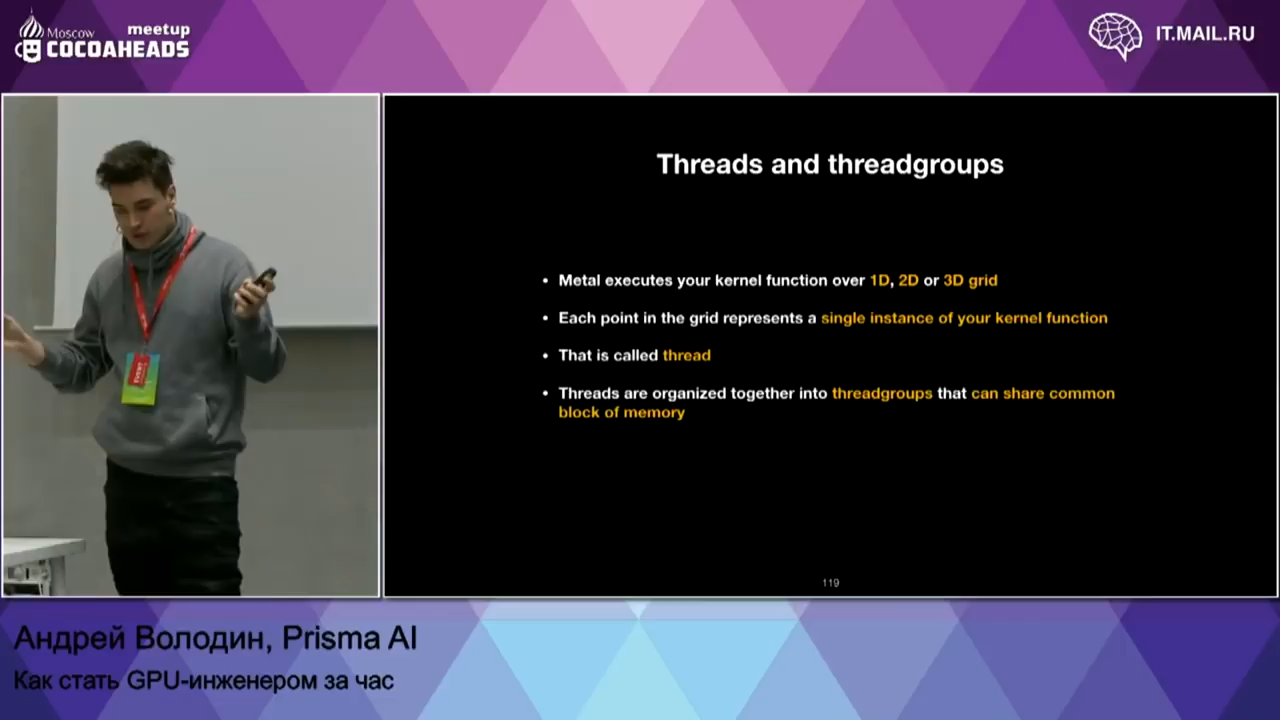 Moscow meetup
COCOAHEADS
IT.MAIL.RU
Threads and threadgroups
• Metal executes your kernel function over 1D, 2D or 3D grid
• Each point in the grid represents a single instance of your kernel function
• That is called thread
• Threads are organized together into threadgroups that can share common
block of memory
119
Андрей Володин, Prisma AI
Как стать GPU-инженером за час